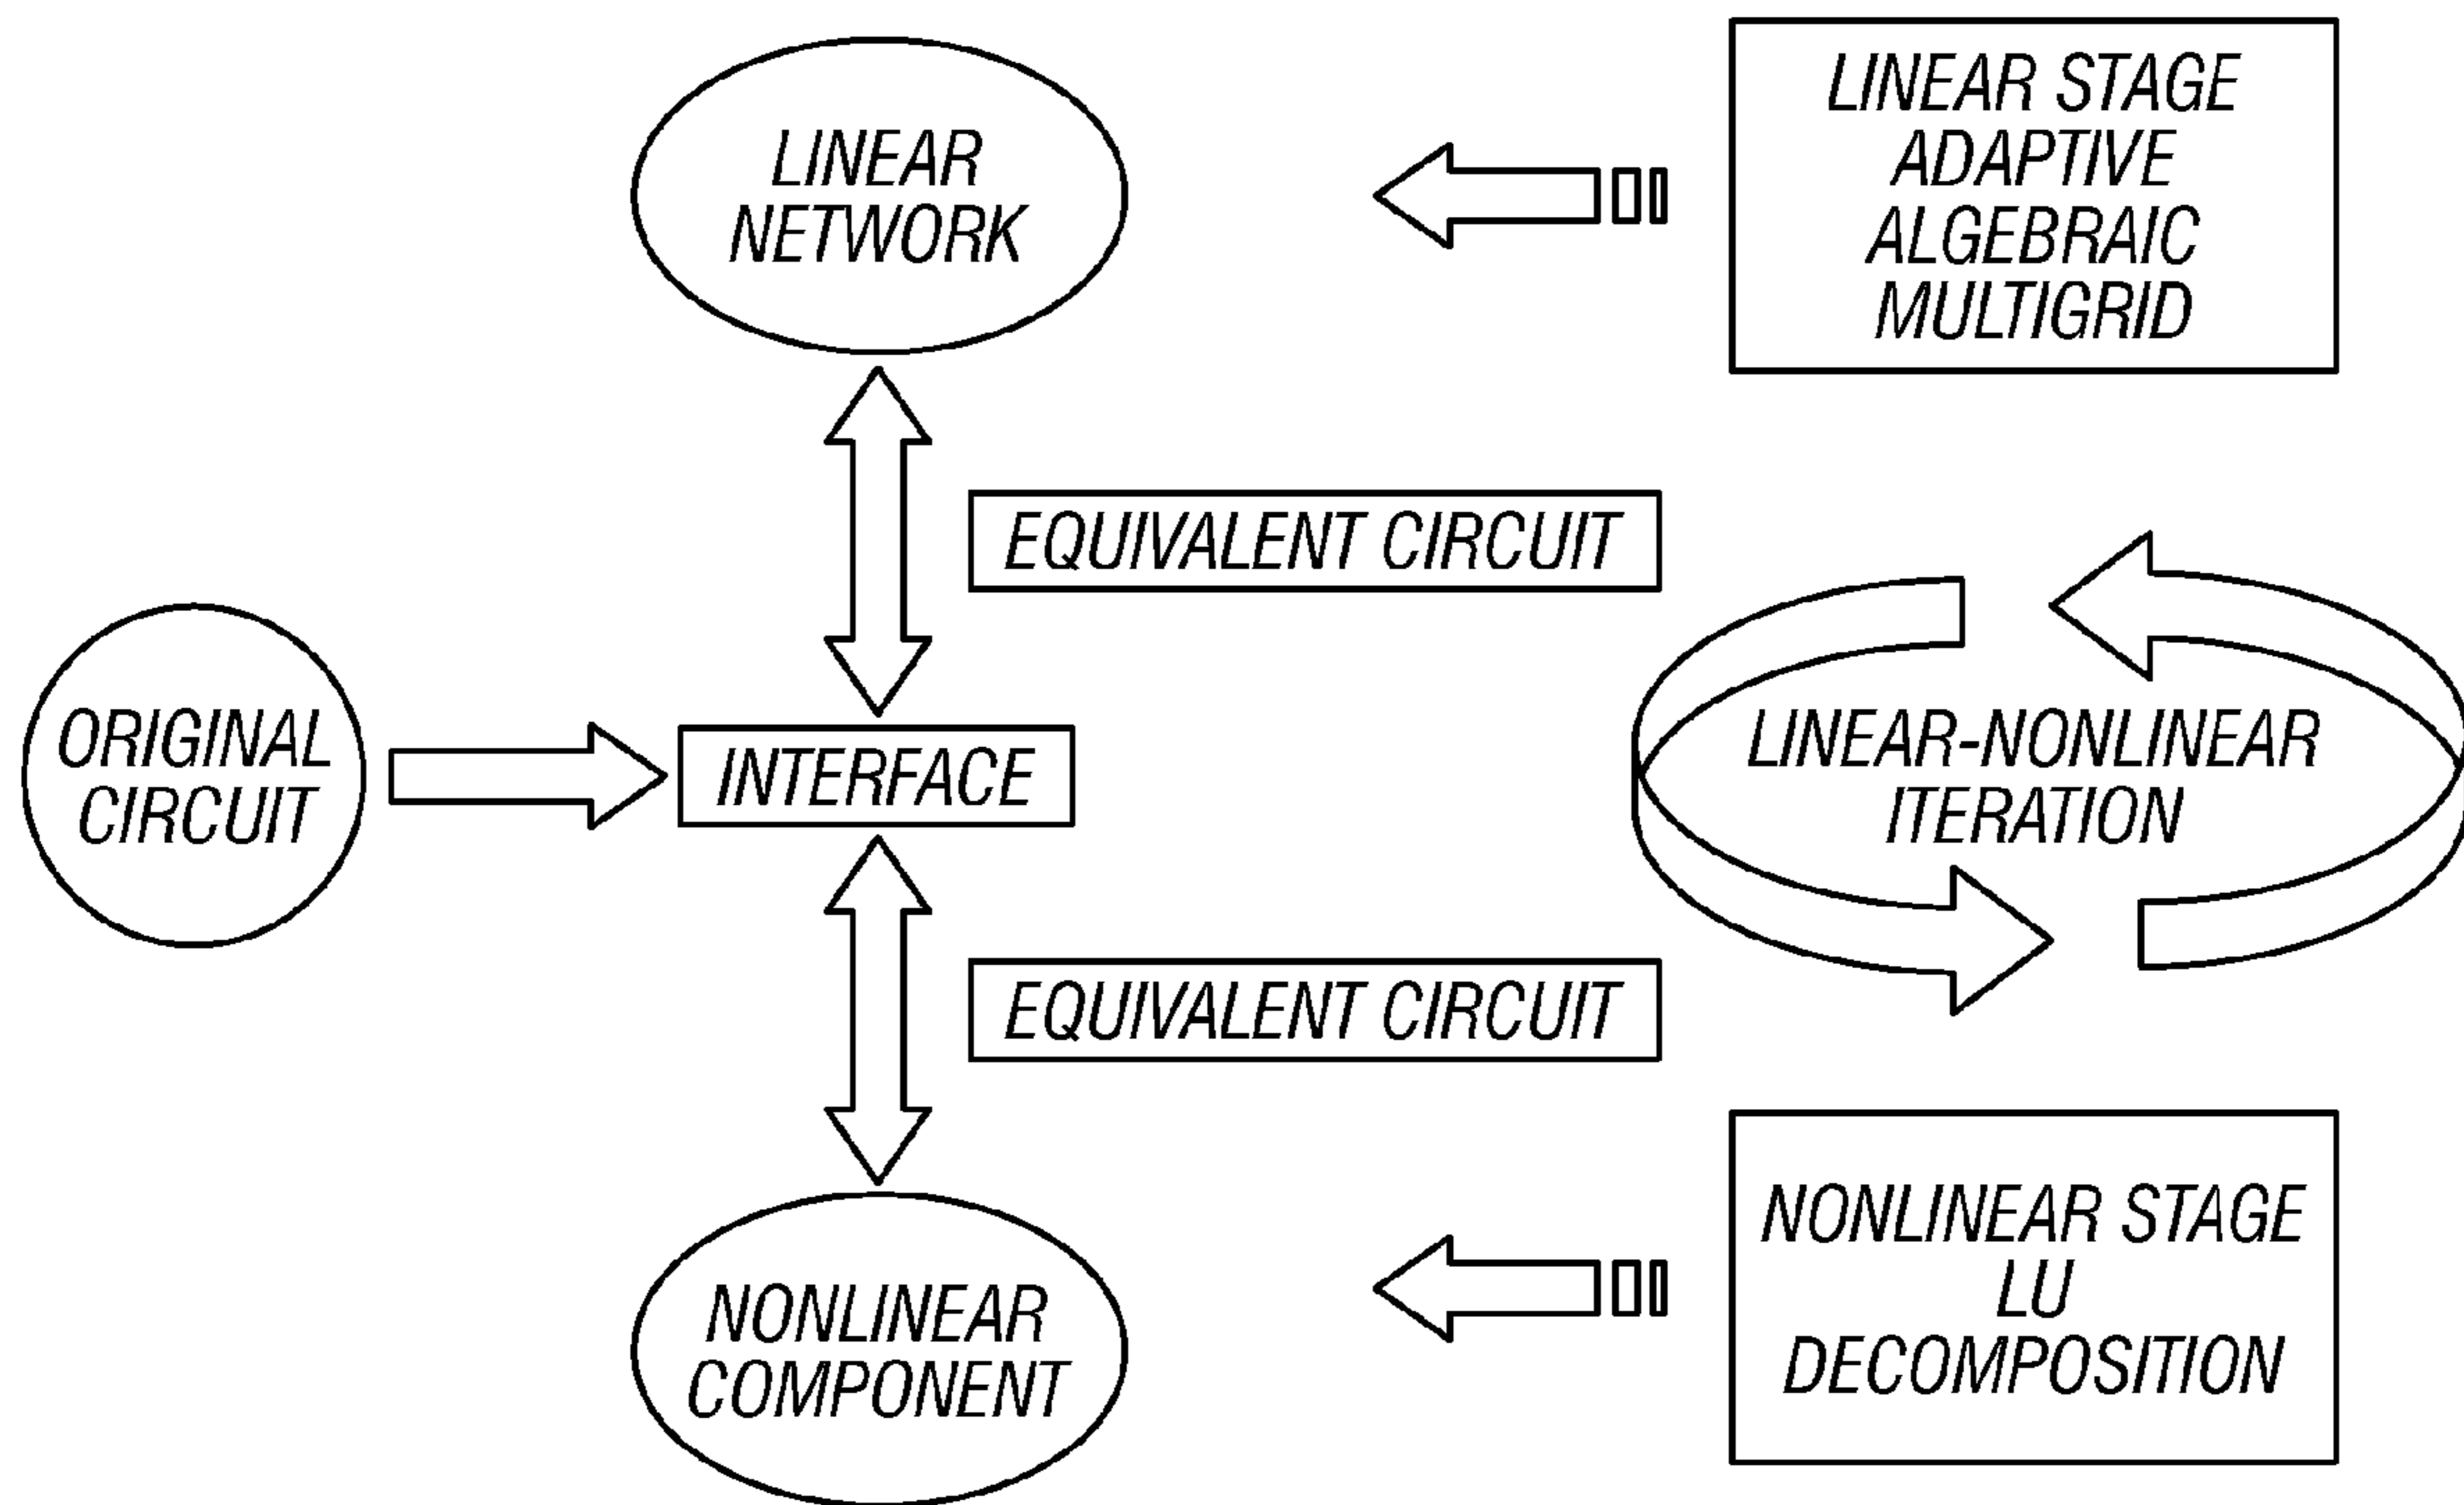 LINEAR
NETWORK
LINEAR STAGE
ADAPTIVE
ALGEBRAIC
MULTIGRID
EQUIVALENT CIRCUIT
ORIGINAL
CIRCUIT
INTERFACE
LINEAR-NONLINEAR
ITERATION
EQUIVALENT CIRCUIT
NONLINEAR
COMPONENT
NONLINEAR STAGE
LU
DECOMPOSITION